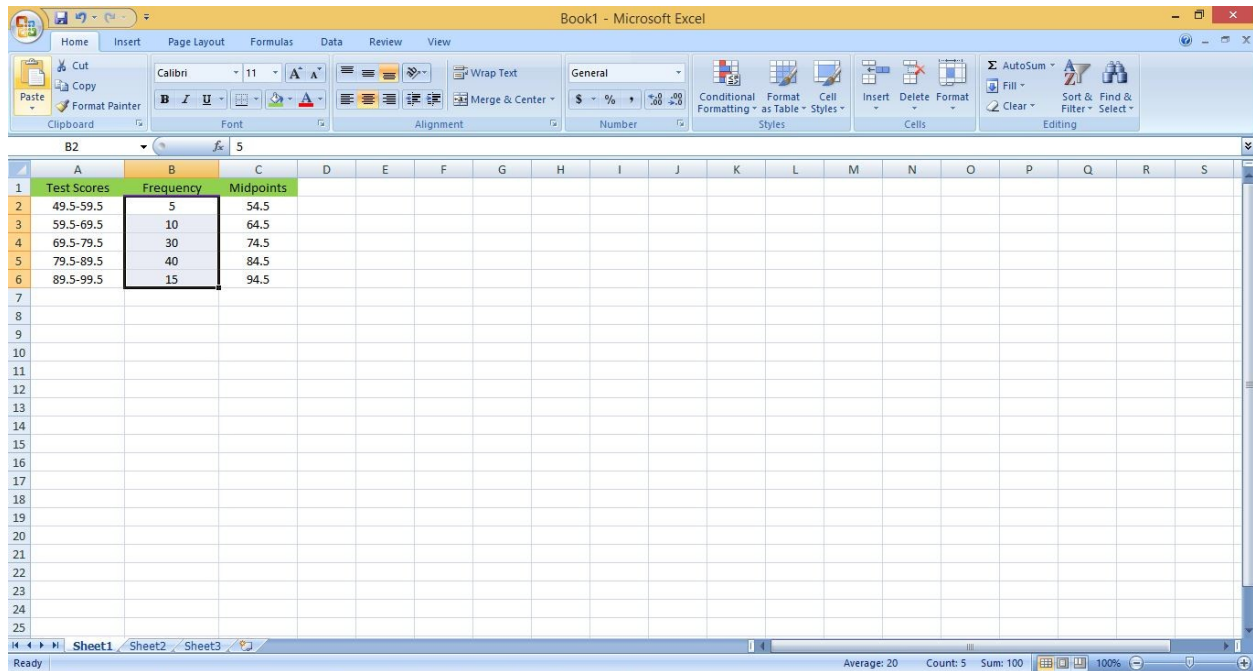 Book1 - Microsoft Excel
Home Insert Page Layout Formulas Data Review View
Paste
Cut
Copy
Format Painter
Clipboard
Calibri 11 A A
B I U A
Font
Wrap Text
Merge & Center
Alignment
General
$ % , .0 .00 .00 .0
Number
Conditional Formatting
Format as Table
Cell Styles
Styles
Insert Delete Format
Cells
Σ AutoSum
Fill
Clear
Sort & Filter
Find & Select
Editing
B2 fx 5
A B C D E F G H I J K L M N O P Q R S
1 Test Scores Frequency Midpoints
2 49.5-59.5 5 54.5
3 59.5-69.5 10 64.5
4 69.5-79.5 30 74.5
5 79.5-89.5 40 84.5
6 89.5-99.5 15 94.5
7
8
9
10
11
12
13
14
15
16
17
18
19
20
21
22
23
24
25
Sheet1 Sheet2 Sheet3
Ready Average: 20 Count: 5 Sum: 100 100%